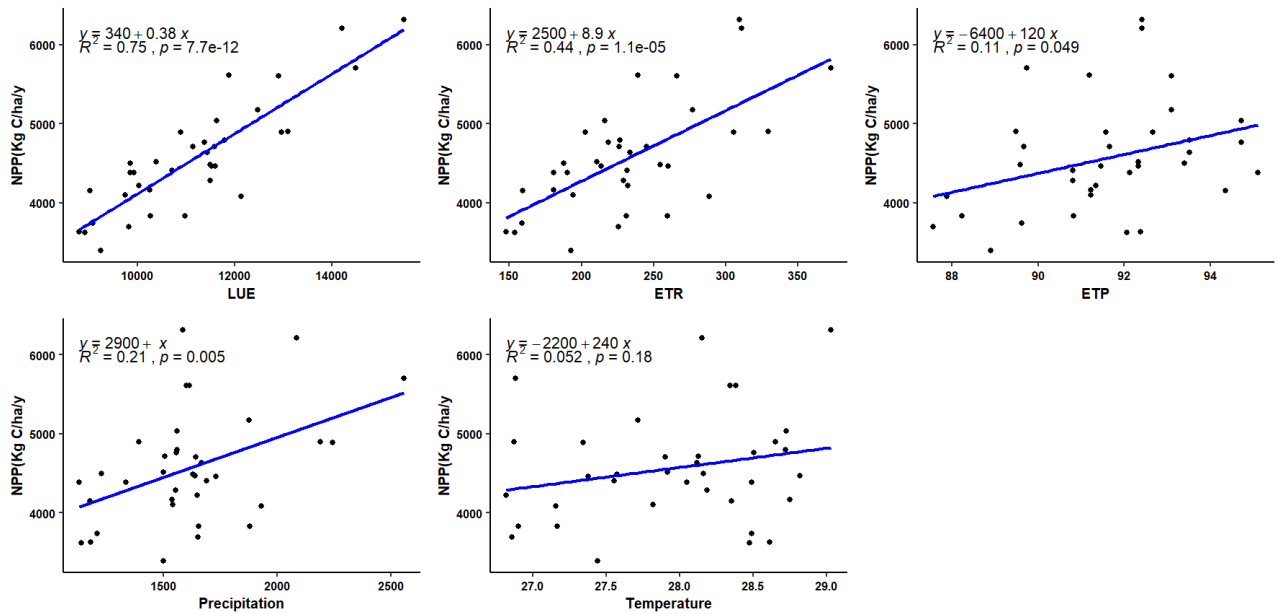 y = 340 + 0.38 x
R² = 0.75 , p = 7.7e-12
6000
5000
4000
NPP(Kg C/ha/y
10000
12000
14000
LUE
y = 2500 + 8.9 x
R² = 0.44 , p = 1.1e-05
6000
5000
4000
NPP(Kg C/ha/y
150
200
250
300
350
ETR
y = −6400 + 120 x
R² = 0.11 , p = 0.049
6000
5000
4000
NPP(Kg C/ha/y
88
90
92
94
ETP
y = 2900 + x
R² = 0.21 , p = 0.005
6000
5000
4000
NPP(Kg C/ha/y
1500
2000
2500
Precipitation
y = −2200 + 240 x
R² = 0.052 , p = 0.18
6000
5000
4000
NPP(Kg C/ha/y
27.0
27.5
28.0
28.5
29.0
Temperature